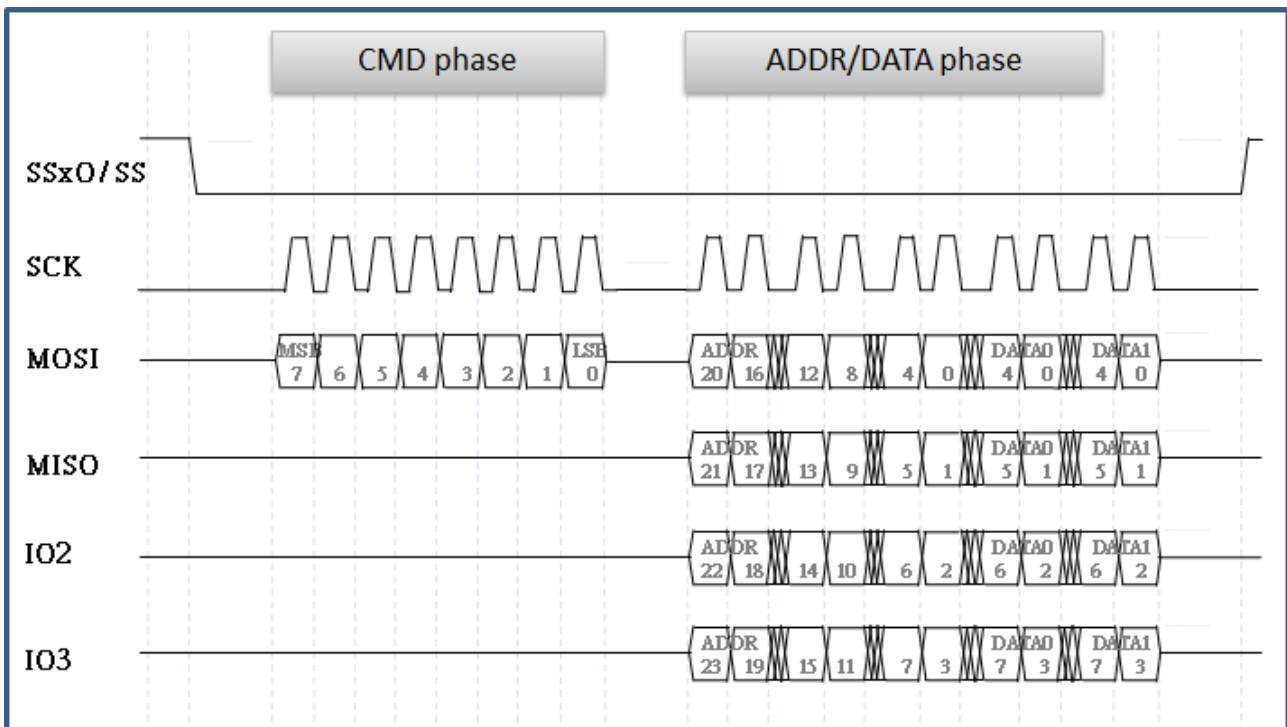 CMD phase ADDR/DATA phase
SSxO/SS
SCK
MOSI MSB LSB ADDR DATA0 DATA1
7 6 5 4 3 2 1 0 20 16 12 8 4 0 4 0 4 0
MISO ADDR DATA0 DATA1
21 17 13 9 5 1 5 1 5 1
IO2 ADDR DATA0 DATA1
22 18 14 10 6 2 6 2 6 2
IO3 ADDR DATA0 DATA1
23 19 15 11 7 3 7 3 7 3